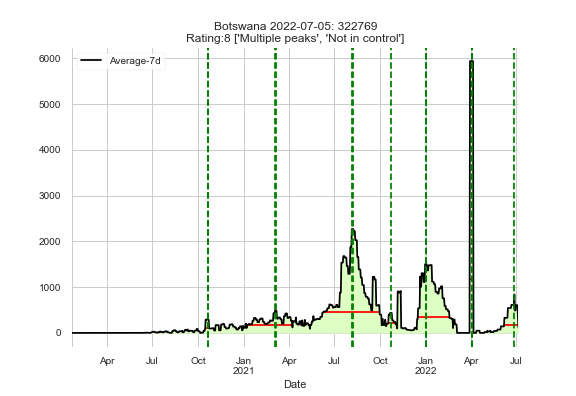 Botswana 2022-07-05: 322769
Rating:8 ['Multiple peaks', 'Not in control']
Average-7d
6000
5000
4000
3000
2000
1000
0
Apr Jul Oct Jan Apr Jul Oct Jan Apr Jul
2021 2022
Date